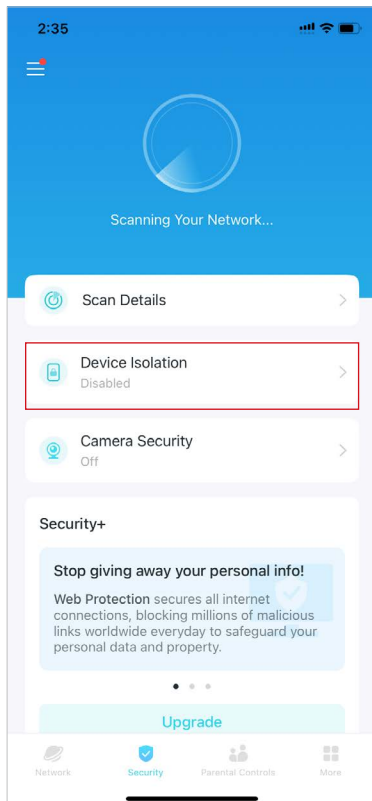 2:35
Scanning Your Network...
Scan Details
Device Isolation
Disabled
Camera Security
Off
Security+
Stop giving away your personal info!
Web Protection secures all internet
connections, blocking millions of malicious
links worldwide everyday to safeguard your
personal data and property.
Upgrade
Network Security Parental Controls More